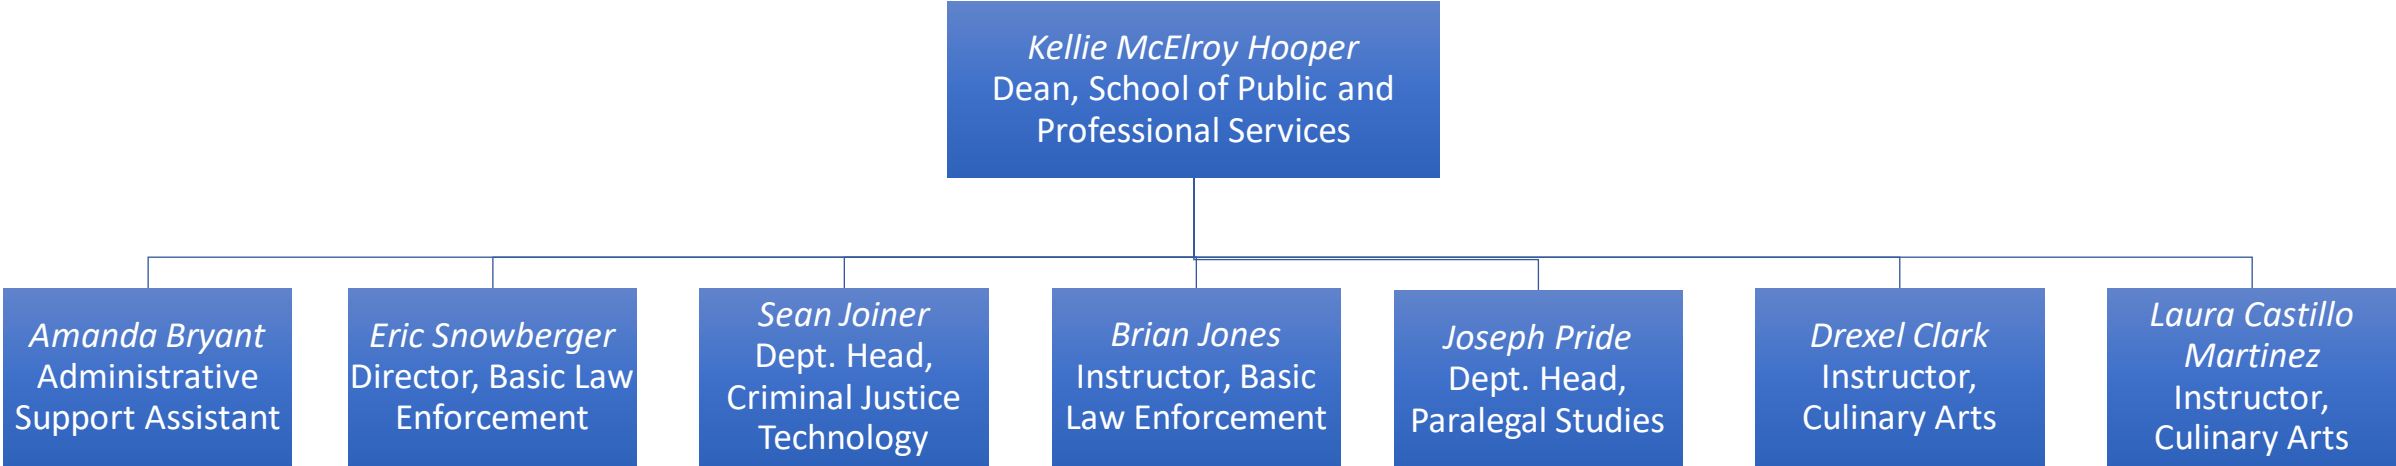 Kellie McElroy Hooper
Dean, School of Public and
Professional Services
Amanda Bryant
Administrative
Support Assistant
Eric Snowberger
Director, Basic Law
Enforcement
Sean Joiner
Dept. Head,
Criminal Justice
Technology
Brian Jones
Instructor, Basic
Law Enforcement
Joseph Pride
Dept. Head,
Paralegal Studies
Drexel Clark
Instructor,
Culinary Arts
Laura Castillo
Martinez
Instructor,
Culinary Arts